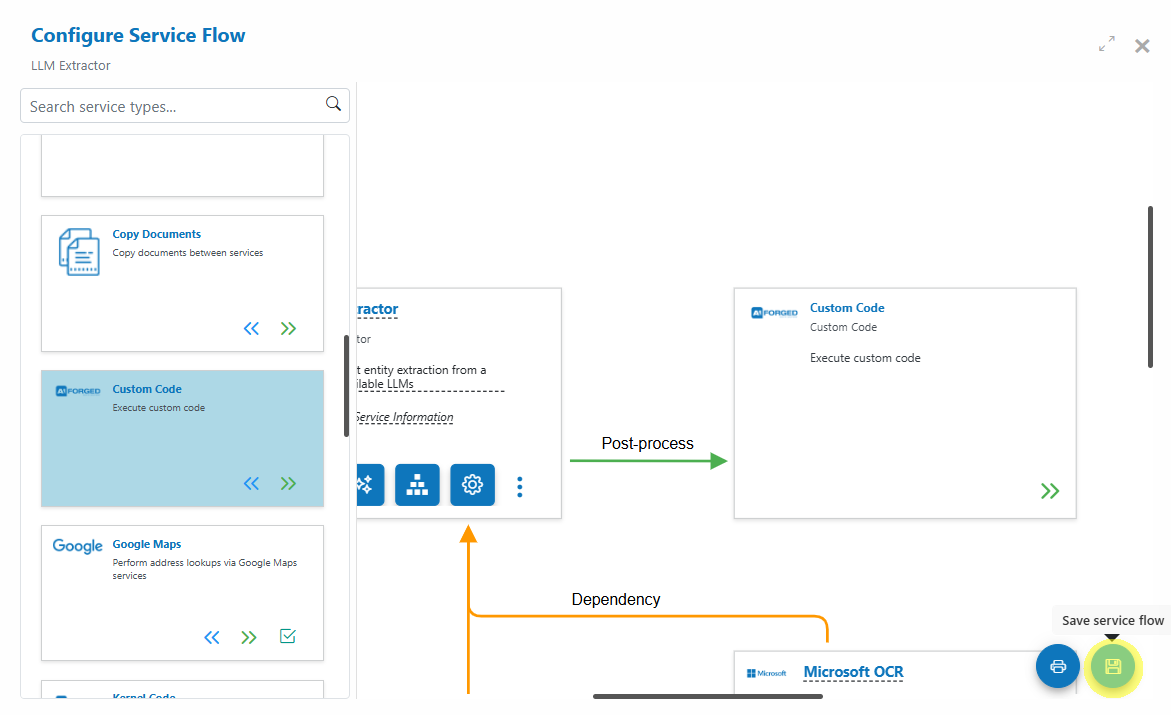 Configure Service Flow
LLM Extractor
Search service types...
Copy Documents
Copy documents between services
AIFORGED
Custom Code
Execute custom code
Google
Google Maps
Perform address lookups via Google Maps
services
Kernel Code
ractor
tor
t entity extraction from a
ilable LLMs
Service Information
Post-process
AIFORGED
Custom Code
Custom Code
Execute custom code
Dependency
Microsoft
Microsoft OCR
Save service flow